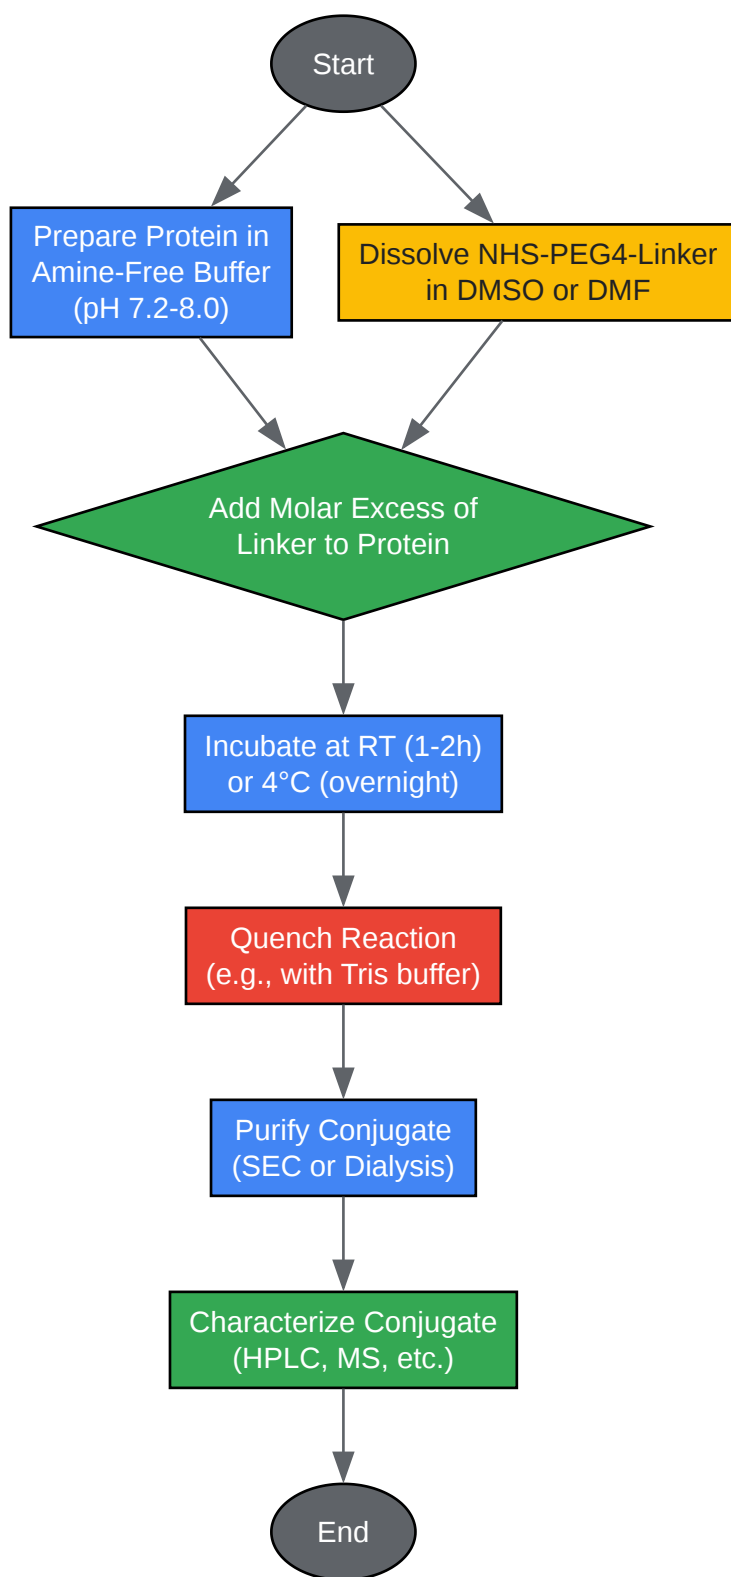 Start
Prepare Protein in
Amine-Free Buffer
(pH 7.2-8.0)
Dissolve NHS-PEG4-Linker
in DMSO or DMF
Add Molar Excess of
Linker to Protein
Incubate at RT (1-2h)
or 4°C (overnight)
Quench Reaction
(e.g., with Tris buffer)
Purify Conjugate
(SEC or Dialysis)
Characterize Conjugate
(HPLC, MS, etc.)
End